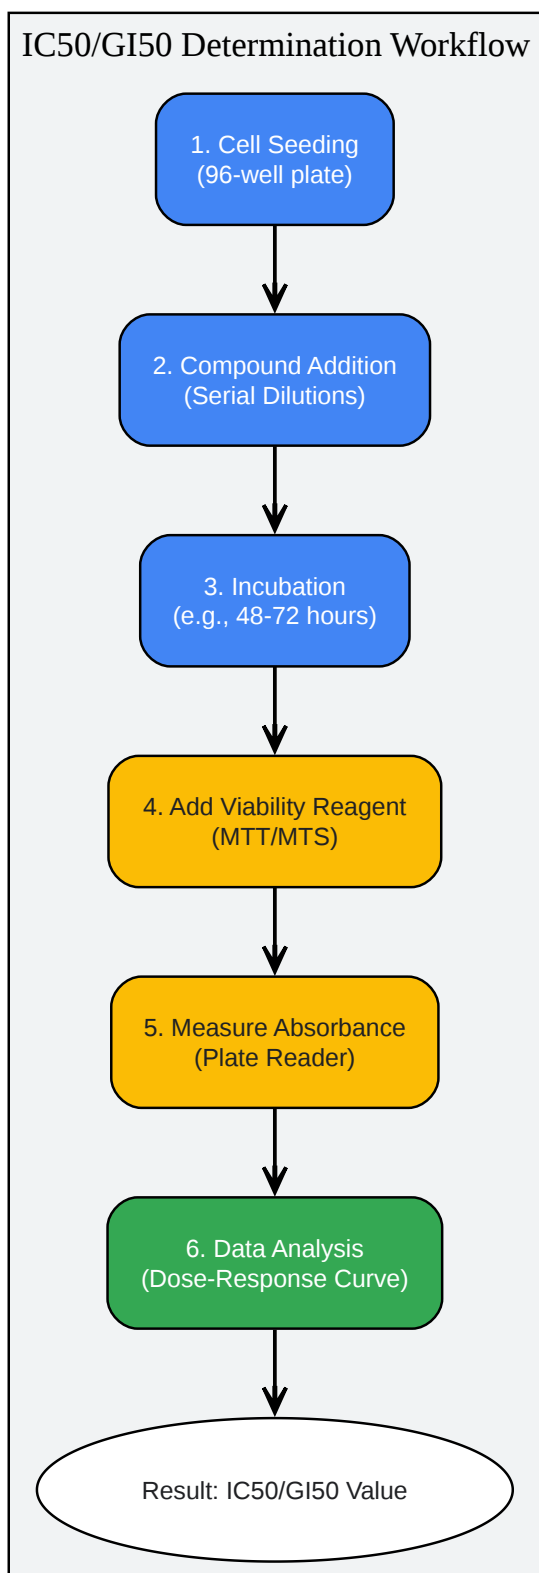 IC50/GI50 Determination Workflow
1. Cell Seeding
(96-well plate)
2. Compound Addition
(Serial Dilutions)
3. Incubation
(e.g., 48-72 hours)
4. Add Viability Reagent
(MTT/MTS)
5. Measure Absorbance
(Plate Reader)
6. Data Analysis
(Dose-Response Curve)
Result: IC50/GI50 Value